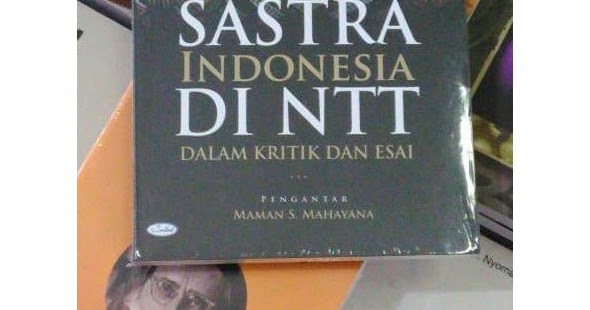 SASTRA
INDONESIA
DI NTT
DALAM KRITIK DAN ESAI
PENGANTAR
MAMAN S. MAHAYANA